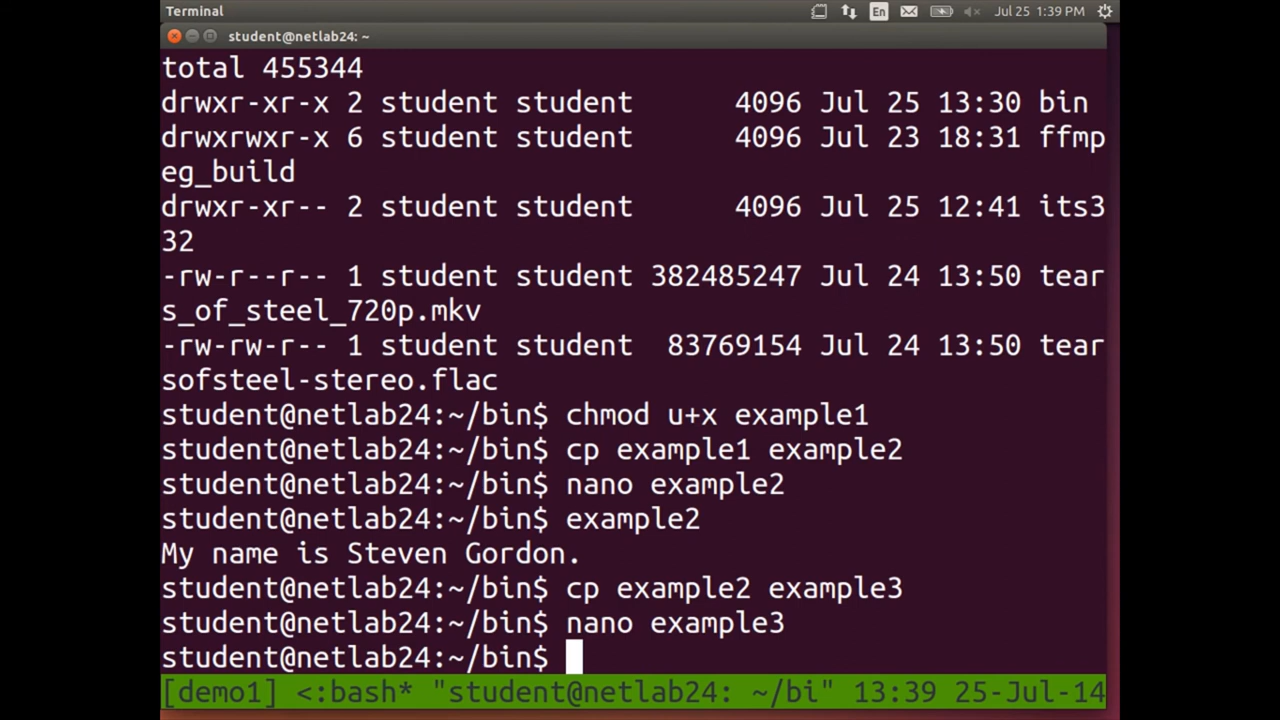 Terminal En Jul 25 1:39 PM
student@netlab24: ~
total 455344
drwxr-xr-x 2 student student 4096 Jul 25 13:30 bin
drwxrwxr-x 6 student student 4096 Jul 23 18:31 ffmp
eg_build
drwxr-xr-- 2 student student 4096 Jul 25 12:41 its3
32
-rw-r--r-- 1 student student 382485247 Jul 24 13:50 tear
s_of_steel_720p.mkv
-rw-rw-r-- 1 student student 83769154 Jul 24 13:50 tear
sofsteel-stereo.flac
student@netlab24:~/bin$ chmod u+x example1
student@netlab24:~/bin$ cp example1 example2
student@netlab24:~/bin$ nano example2
student@netlab24:~/bin$ example2
My name is Steven Gordon.
student@netlab24:~/bin$ cp example2 example3
student@netlab24:~/bin$ nano example3
student@netlab24:~/bin$
[demo1] <:bash* "student@netlab24: ~/bi" 13:39 25-Jul-14